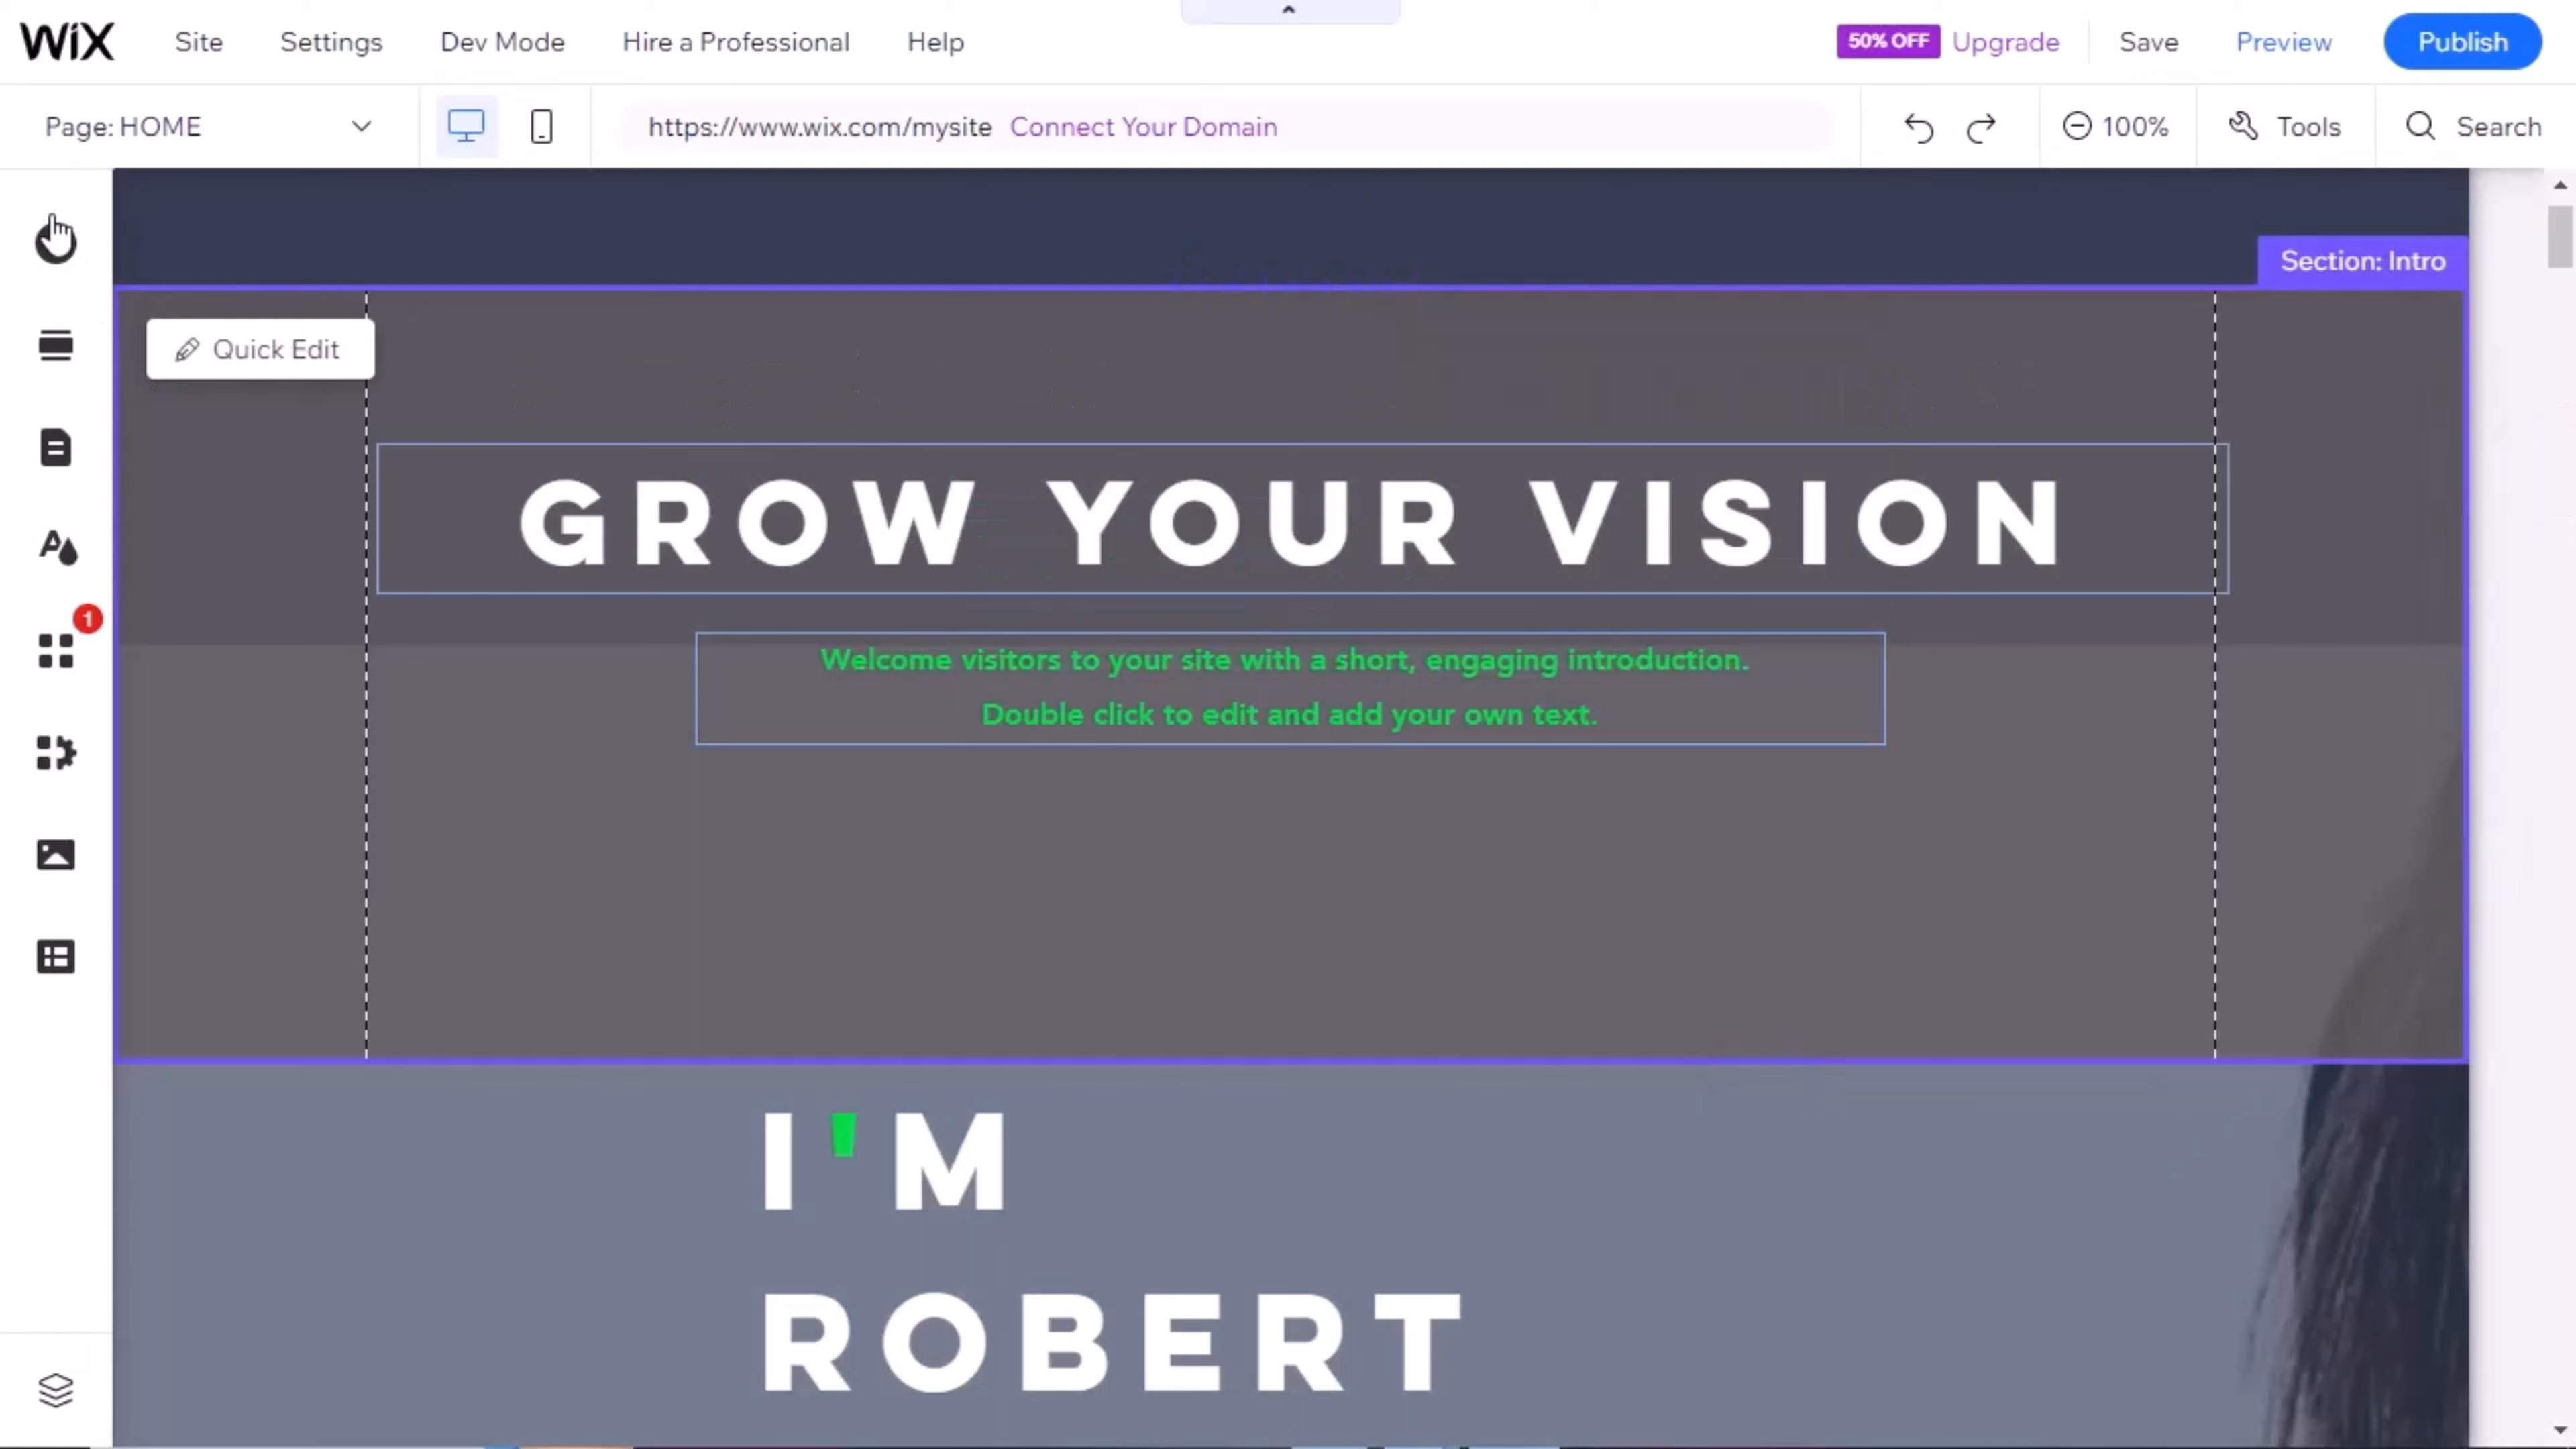 WiX Site Settings Dev Mode Hire a Professional Help 50% OFF Upgrade Save Preview Publish
Page: HOME https://www.wix.com/mysite Connect Your Domain 100% Tools Search
Section: Intro
Quick Edit
GROW YOUR VISION
1
Welcome visitors to your site with a short, engaging introduction.
Double click to edit and add your own text.
I'M
ROBERT